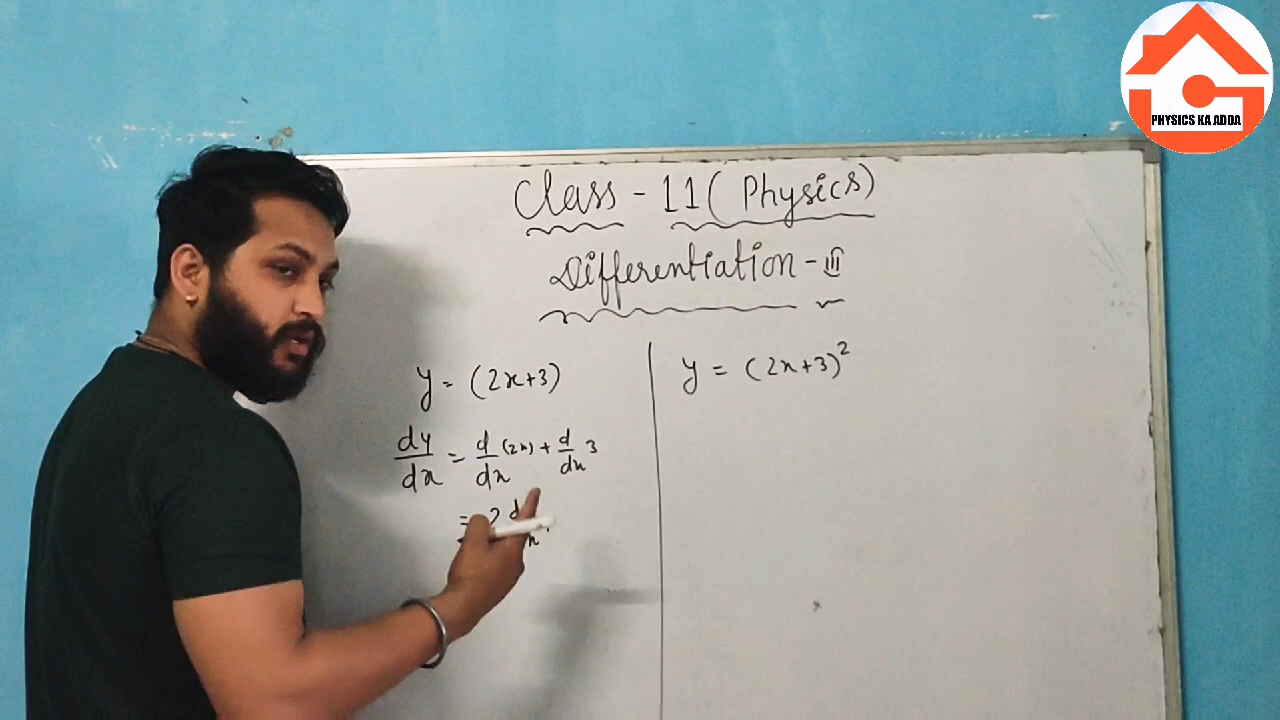 PHYSICS KA ADDA
Class - 11 ( Physics )
Differentiation - III
y = (2x+3)
dy/dx = d/dx (2x) + d/dx 3
= 2 d
y = (2x+3)²